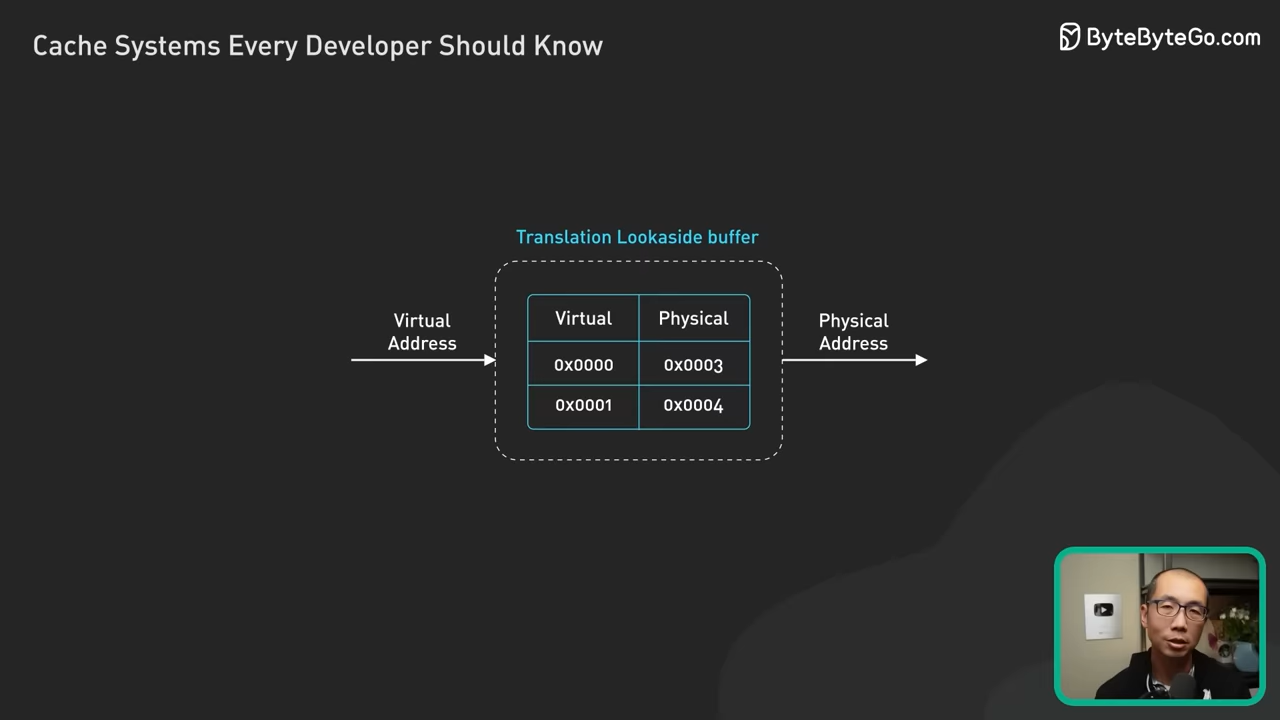 Cache Systems Every Developer Should Know
ByteByteGo.com
Translation Lookaside buffer
Virtual
Address
Virtual
Physical
0x0000
0x0003
0x0001
0x0004
Physical
Address